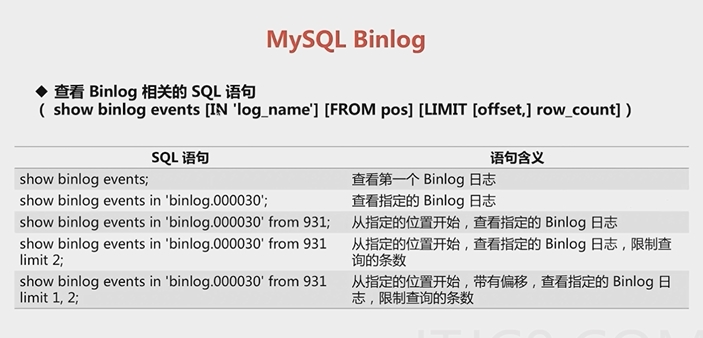 MySQL Binlog
◆ 查看 Binlog 相关的 SQL 语句
（ show binlog events [IN 'log_name'] [FROM pos] [LIMIT [offset,] row_count] ）
SQL 语句 语句含义
show binlog events; 查看第一个 Binlog 日志
show binlog events in 'binlog.000030'; 查看指定的 Binlog 日志
show binlog events in 'binlog.000030' from 931; 从指定的位置开始，查看指定的 Binlog 日志
show binlog events in 'binlog.000030' from 931 从指定的位置开始，查看指定的 Binlog 日志，限制查
limit 2; 询的条数
show binlog events in 'binlog.000030' from 931 从指定的位置开始，带有偏移，查看指定的 Binlog 日
limit 1, 2; 志，限制查询的条数